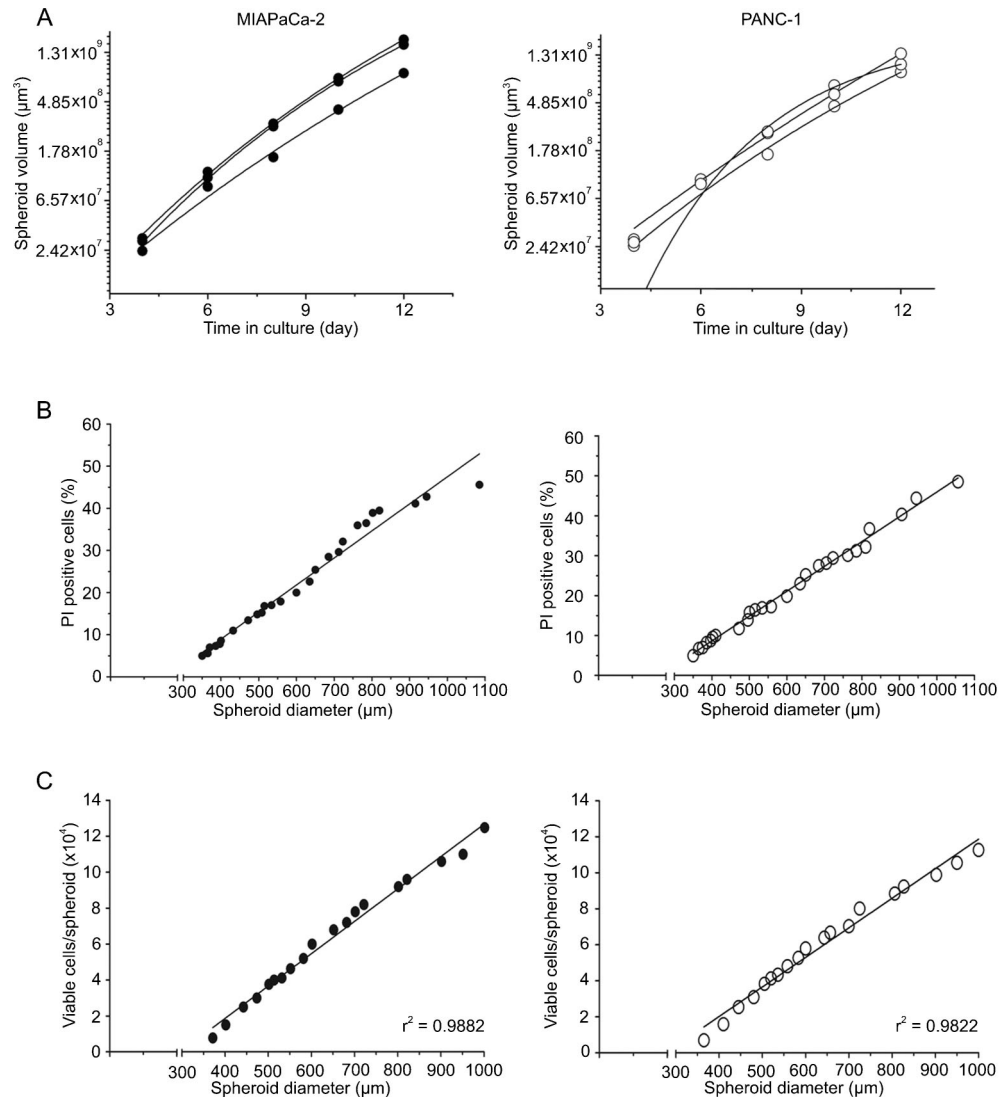 A
MIAPaCa-2
PANC-1
Spheroid volume (µm³)
1.31x10⁹
4.85x10⁸
1.78x10⁸
6.57x10⁷
2.42x10⁷
3 6 9 12
Time in culture (day)
Spheroid volume (µm³)
1.31x10⁹
4.85x10⁸
1.78x10⁸
6.57x10⁷
2.42x10⁷
3 6 9 12
Time in culture (day)
B
PI positive cells (%)
60
50
40
30
20
10
0
300 400 500 600 700 800 900 1000 1100
Spheroid diameter (µm)
PI positive cells (%)
60
50
40
30
20
10
0
300 400 500 600 700 800 900 1000 1100
Spheroid diameter (µm)
C
Viable cells/spheroid (x10⁴)
14
12
10
8
6
4
2
0
r² = 0.9882
300 400 500 600 700 800 900 1000
Spheroid diameter (µm)
Viable cells/spheroid (x10⁴)
14
12
10
8
6
4
2
0
r² = 0.9822
300 400 500 600 700 800 900 1000
Spheroid diameter (µm)